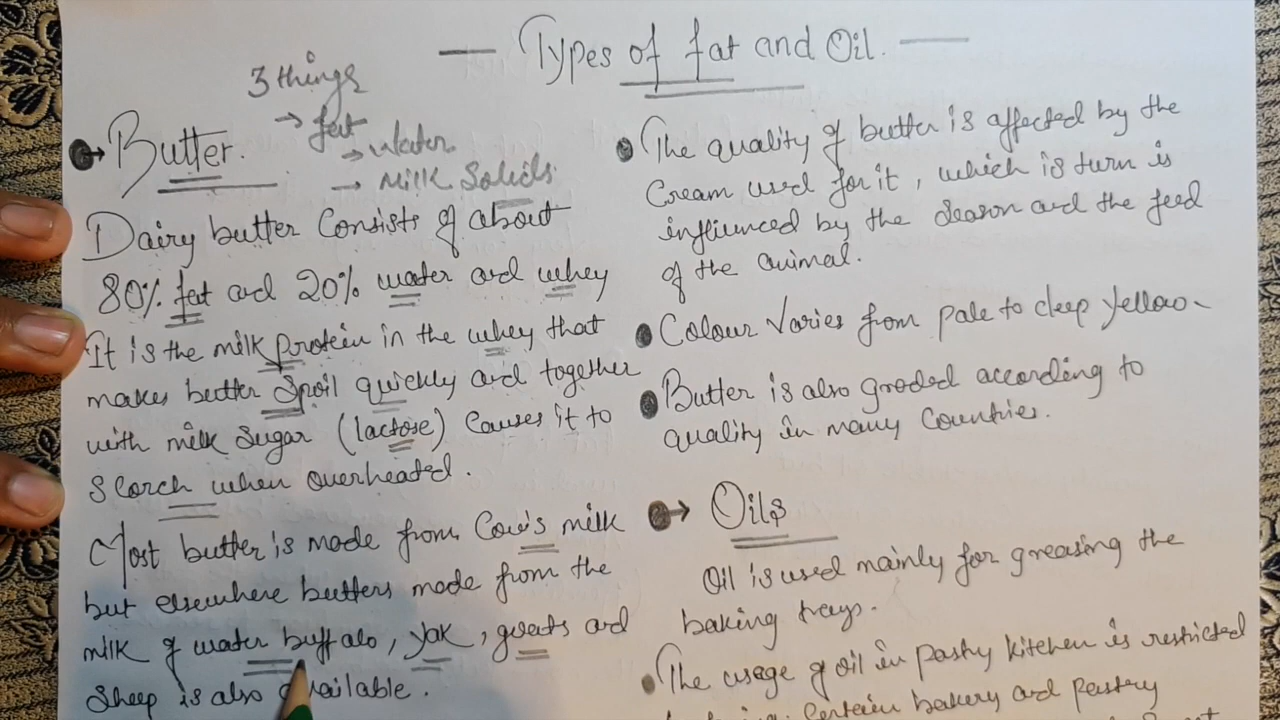 Types of fat and Oil.
3 things
→ fat
→ water
→ Milk Solids
Butter.
Dairy butter Consists of about
80% fat and 20% water and whey
It is the milk protein in the whey that
makes butter Spoil quickly and together
with milk Sugar (lactose) Causes it to
Scorch when overheated.
Most butter is made from Cow's milk
but elsewhere butters made from the
milk of water buffalo, yak, goats and
Sheep is also available.
The quality of butter is affected by the
Cream used for it, which is turn is
influenced by the Season and the feed
of the animal.
Colour Varies from pale to deep yellow.
Butter is also graded according to
quality in many Countries.
Oils
Oil is used mainly for greasing the
baking trays.
The usage of oil in pastry kitchen is restricted
Certain bakery and pastry